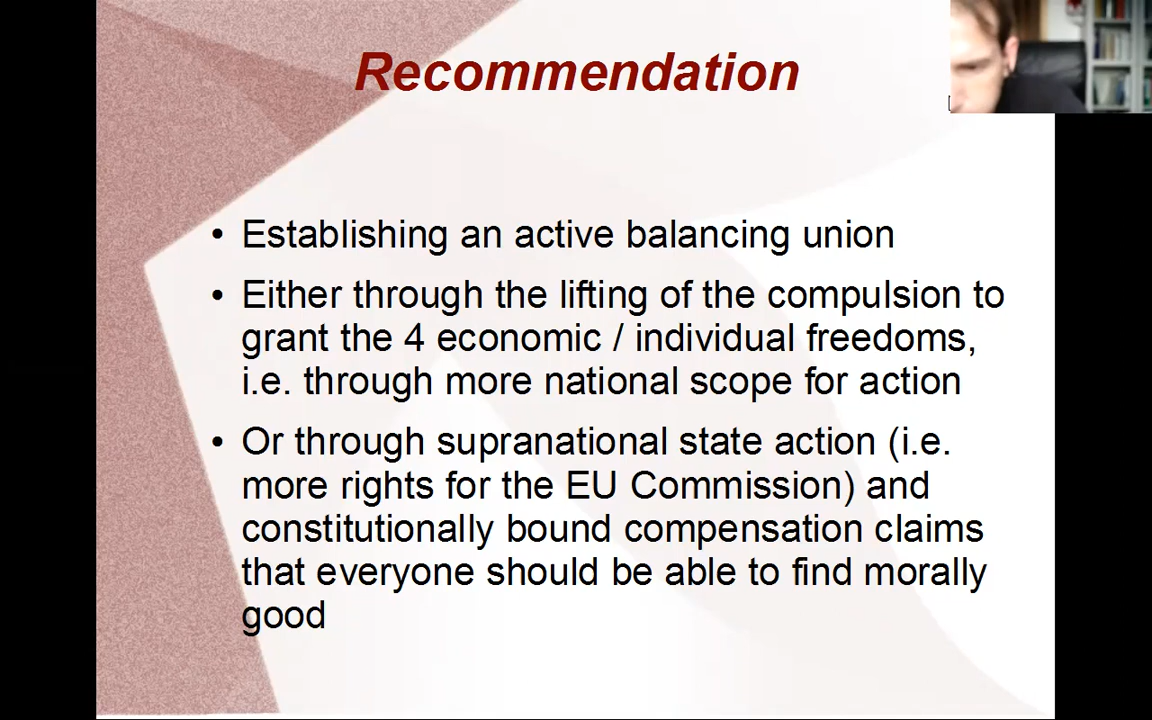 Recommendation
• Establishing an active balancing union
• Either through the lifting of the compulsion to
grant the 4 economic / individual freedoms,
i.e. through more national scope for action
• Or through supranational state action (i.e.
more rights for the EU Commission) and
constitutionally bound compensation claims
that everyone should be able to find morally
good